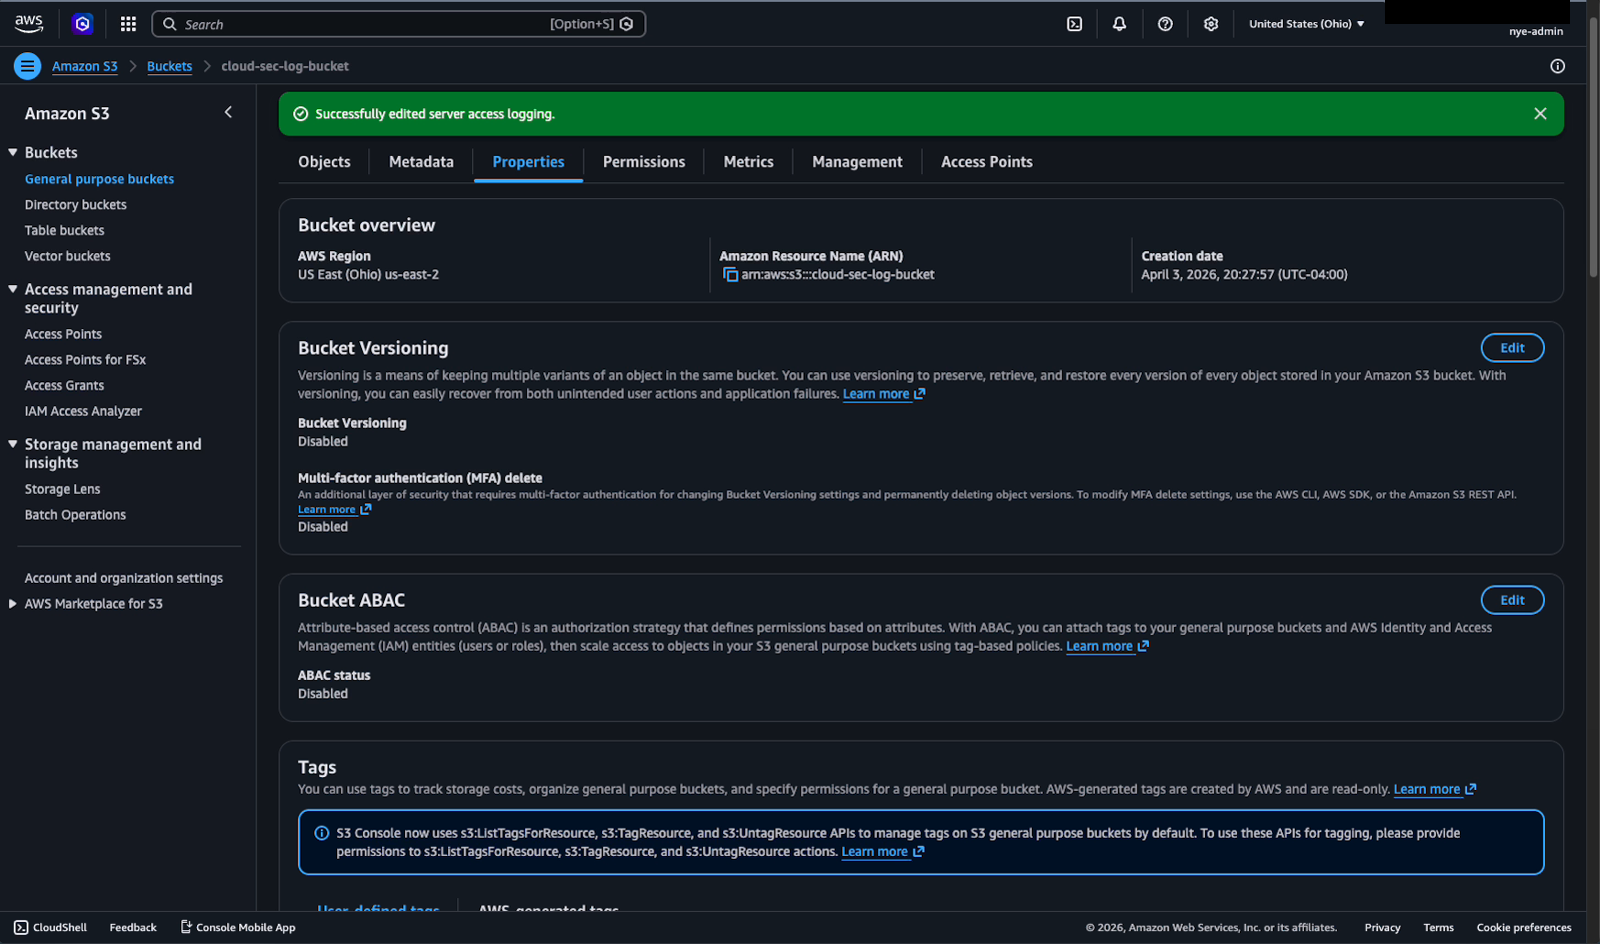 aws
Search
[Option+S]
United States (Ohio)
nye-admin
Amazon S3
Buckets
cloud-sec-log-bucket
Amazon S3
Buckets
General purpose buckets
Directory buckets
Table buckets
Vector buckets
Access management and
security
Access Points
Access Points for FSx
Access Grants
IAM Access Analyzer
Storage management and
insights
Storage Lens
Batch Operations
Account and organization settings
AWS Marketplace for S3
Successfully edited server access logging.
Objects
Metadata
Properties
Permissions
Metrics
Management
Access Points
Bucket overview
AWS Region
US East (Ohio) us-east-2
Amazon Resource Name (ARN)
arn:aws:s3:::cloud-sec-log-bucket
Creation date
April 3, 2026, 20:27:57 (UTC-04:00)
Bucket Versioning
Edit
Versioning is a means of keeping multiple variants of an object in the same bucket. You can use versioning to preserve, retrieve, and restore every version of every object stored in your Amazon S3 bucket. With
versioning, you can easily recover from both unintended user actions and application failures. Learn more
Bucket Versioning
Disabled
Multi-factor authentication (MFA) delete
An additional layer of security that requires multi-factor authentication for changing Bucket Versioning settings and permanently deleting object versions. To modify MFA delete settings, use the AWS CLI, AWS SDK, or the Amazon S3 REST API.
Learn more
Disabled
Bucket ABAC
Edit
Attribute-based access control (ABAC) is an authorization strategy that defines permissions based on attributes. With ABAC, you can attach tags to your general purpose buckets and AWS Identity and Access
Management (IAM) entities (users or roles), then scale access to objects in your S3 general purpose buckets using tag-based policies. Learn more
ABAC status
Disabled
Tags
You can use tags to track storage costs, organize general purpose buckets, and specify permissions for a general purpose bucket. AWS-generated tags are created by AWS and are read-only. Learn more
S3 Console now uses s3:ListTagsForResource, s3:TagResource, and s3:UntagResource APIs to manage tags on S3 general purpose buckets by default. To use these APIs for tagging, please provide
permissions to s3:ListTagsForResource, s3:TagResource, and s3:UntagResource actions. Learn more
User-defined tags
AWS-generated tags
CloudShell
Feedback
Console Mobile App
© 2026, Amazon Web Services, Inc. or its affiliates.
Privacy
Terms
Cookie preferences